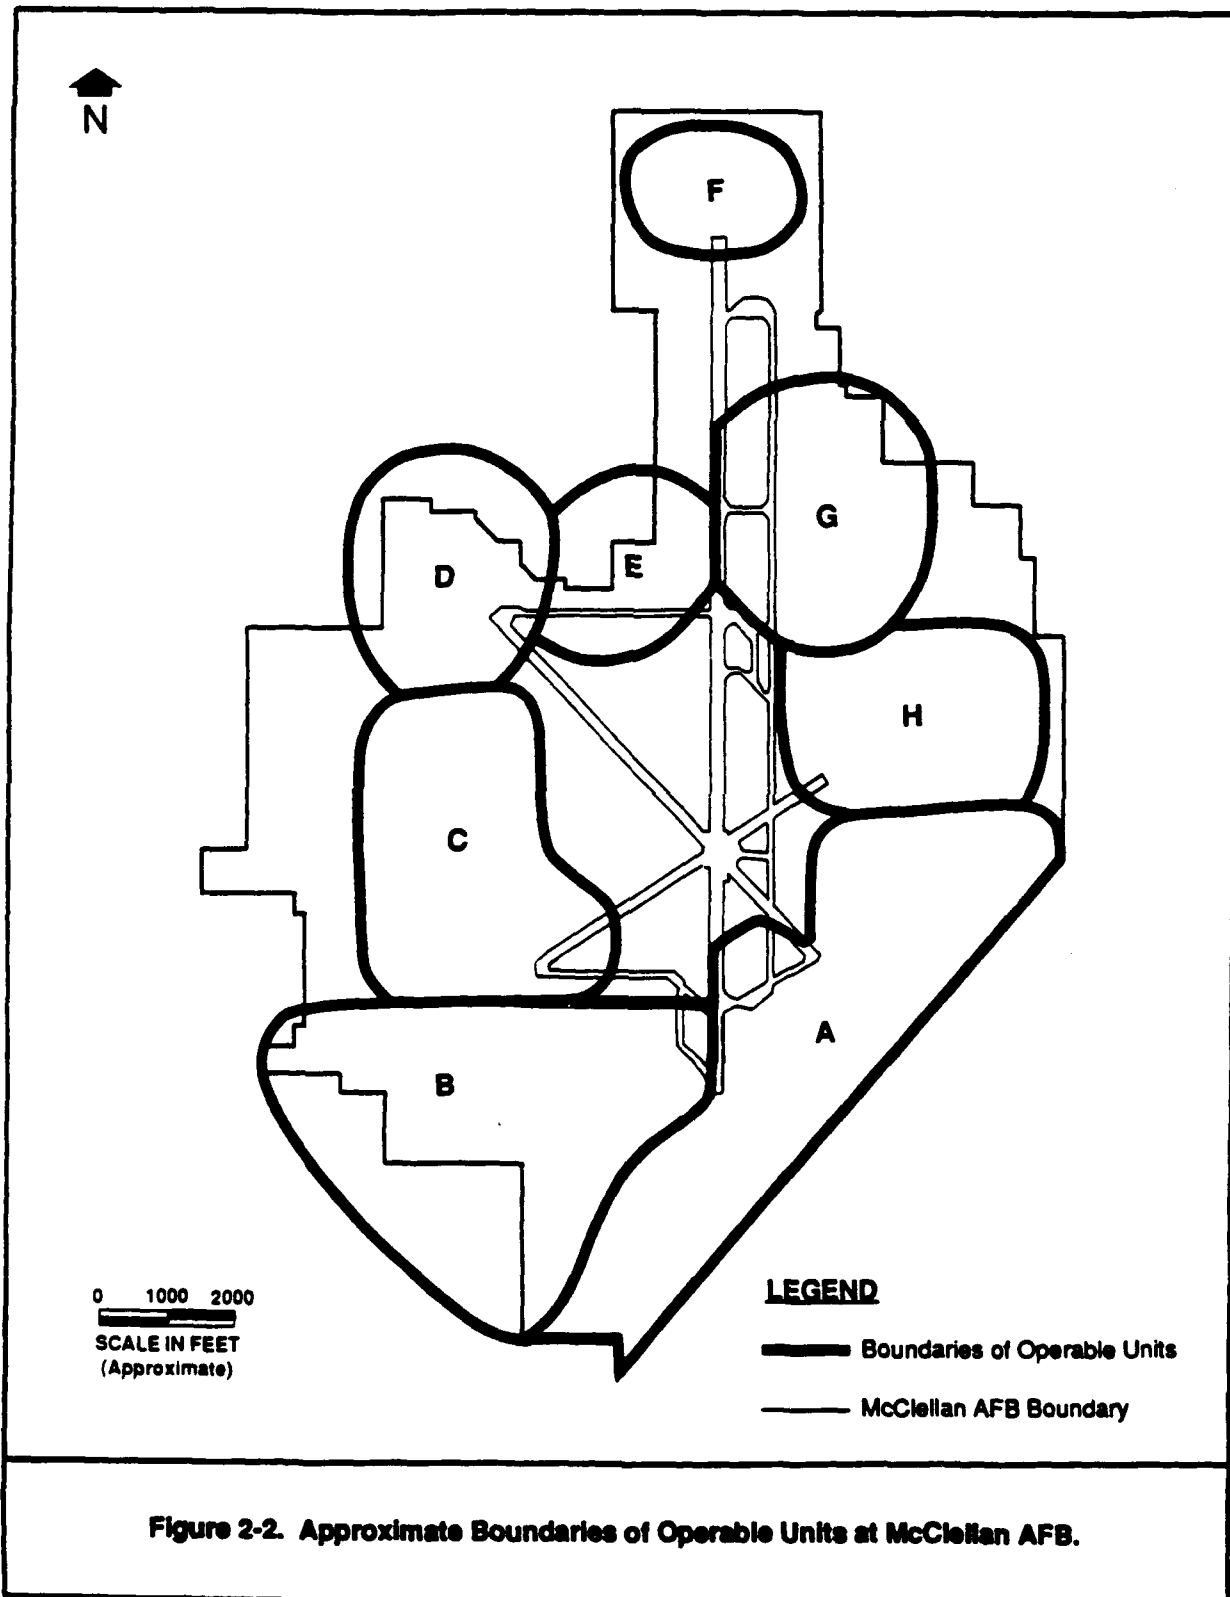 N
F
G
E
D
H
C
A
B
0 1000 2000
SCALE IN FEET
(Approximate)
LEGEND
Boundaries of Operable Units
McClellan AFB Boundary
Figure 2-2. Approximate Boundaries of Operable Units at McClellan AFB.